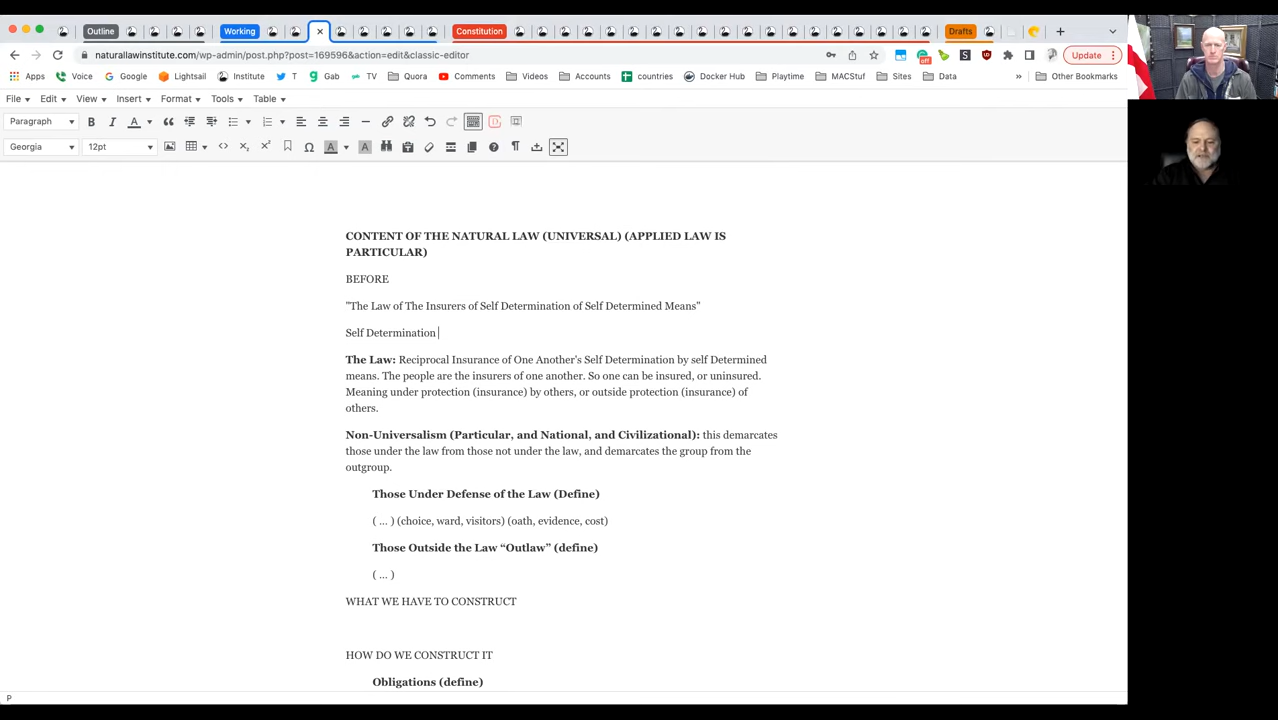 Outline Working × Constitution Drafts
naturallawinstitute.com/wp-admin/post.php?post=169596&action=edit&classic-editor Update
Apps Voice Google Lightsail Institute T Gab TV Quora Comments Videos Accounts countries Docker Hub Playtime MACStuf Sites Data » Other Bookmarks
File Edit View Insert Format Tools Table
Paragraph B I A
Georgia 12pt
CONTENT OF THE NATURAL LAW (UNIVERSAL) (APPLIED LAW IS
PARTICULAR)
BEFORE
"The Law of The Insurers of Self Determination of Self Determined Means"
Self Determination
The Law: Reciprocal Insurance of One Another's Self Determination by self Determined
means. The people are the insurers of one another. So one can be insured, or uninsured.
Meaning under protection (insurance) by others, or outside protection (insurance) of
others.
Non-Universalism (Particular, and National, and Civilizational): this demarcates
those under the law from those not under the law, and demarcates the group from the
outgroup.
Those Under Defense of the Law (Define)
( ... ) (choice, ward, visitors) (oath, evidence, cost)
Those Outside the Law “Outlaw” (define)
( ... )
WHAT WE HAVE TO CONSTRUCT
HOW DO WE CONSTRUCT IT
Obligations (define)
P